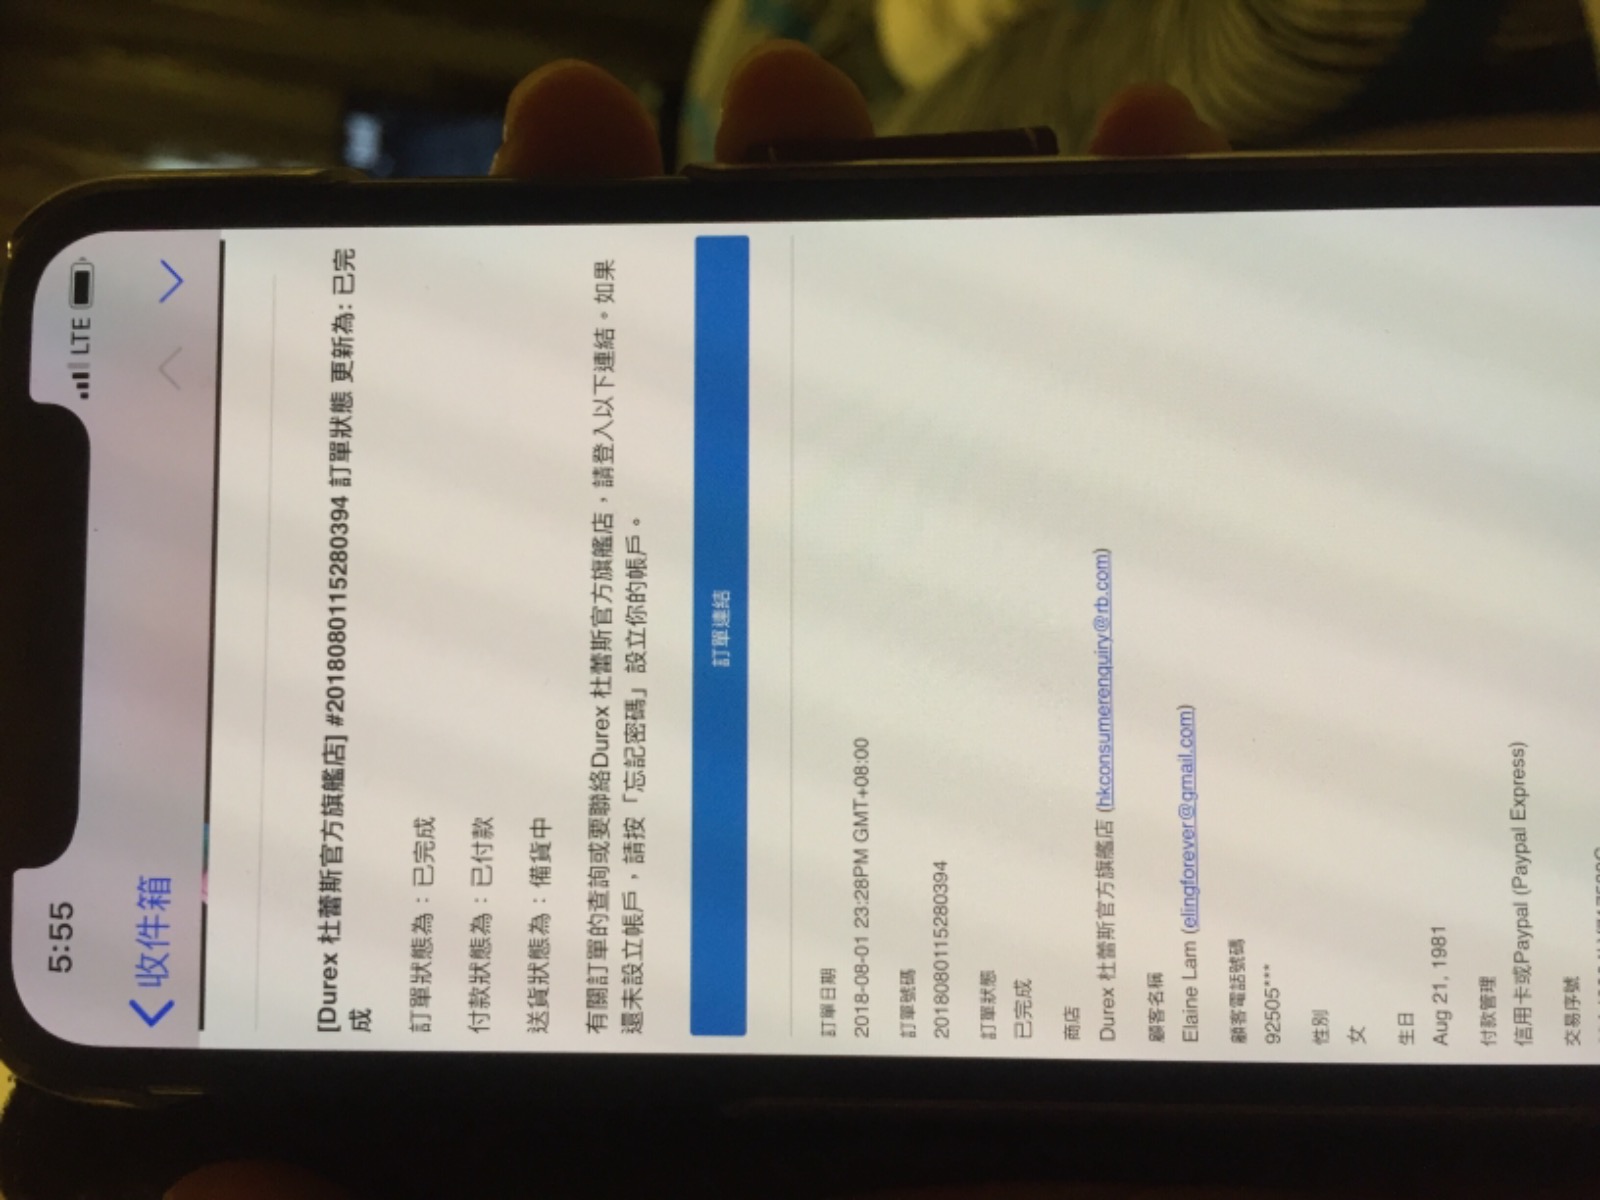 5:55
LTE
收件箱
[Durex 杜蕾斯官方旗艦店] #20180801115280394 訂單狀態 更新為: 已完
成
訂單狀態為：已完成
付款狀態為：已付款
送貨狀態為：備貨中
有關訂單的查詢或要聯絡Durex 杜蕾斯官方旗艦店，請登入以下連結。如果
還未設立帳戶，請按「忘記密碼」設立你的帳戶。
訂單連結
訂單日期
2018-08-01 23:28PM GMT+08:00
訂單號碼
20180801115280394
訂單狀態
已完成
商店
Durex 杜蕾斯官方旗艦店 (hkconsumerenquiry@rb.com)
顧客名稱
Elaine Lam (elingforever@gmail.com)
顧客電話號碼
92505***
性別
女
生日
Aug 21, 1981
付款管理
信用卡或Paypal (Paypal Express)
交易序號